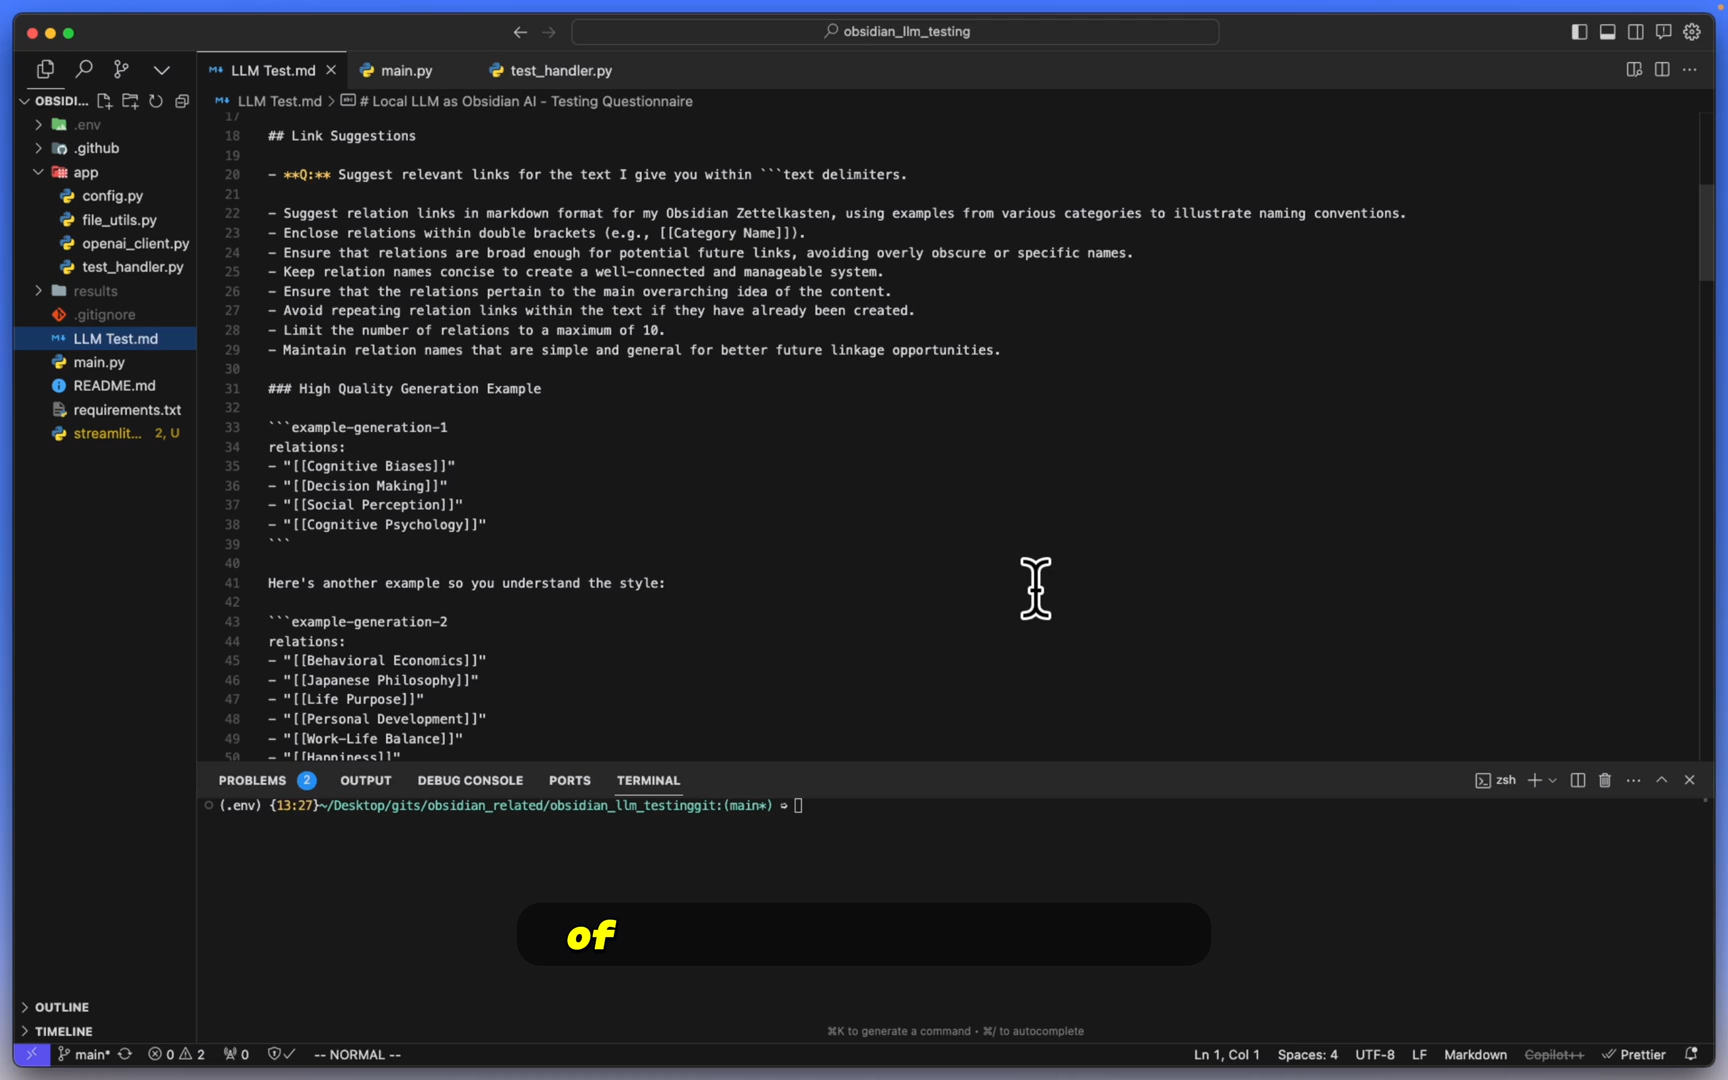 obsidian_llm_testing
LLM Test.md
main.py
test_handler.py
OBSIDI...
LLM Test.md > # Local LLM as Obsidian AI - Testing Questionnaire
.env
.github
app
config.py
file_utils.py
openai_client.py
test_handler.py
results
.gitignore
LLM Test.md
main.py
README.md
requirements.txt
streamlit... 2, U
OUTLINE
TIMELINE
17
18 ## Link Suggestions
19
20 - **Q:** Suggest relevant links for the text I give you within ```text delimiters.
21
22 - Suggest relation links in markdown format for my Obsidian Zettelkasten, using examples from various categories to illustrate naming conventions.
23 - Enclose relations within double brackets (e.g., [[Category Name]]).
24 - Ensure that relations are broad enough for potential future links, avoiding overly obscure or specific names.
25 - Keep relation names concise to create a well-connected and manageable system.
26 - Ensure that the relations pertain to the main overarching idea of the content.
27 - Avoid repeating relation links within the text if they have already been created.
28 - Limit the number of relations to a maximum of 10.
29 - Maintain relation names that are simple and general for better future linkage opportunities.
30
31 ### High Quality Generation Example
32
33 ```example-generation-1
34 relations:
35 - "[[Cognitive Biases]]"
36 - "[[Decision Making]]"
37 - "[[Social Perception]]"
38 - "[[Cognitive Psychology]]"
39 ```
40
41 Here's another example so you understand the style:
42
43 ```example-generation-2
44 relations:
45 - "[[Behavioral Economics]]"
46 - "[[Japanese Philosophy]]"
47 - "[[Life Purpose]]"
48 - "[[Personal Development]]"
49 - "[[Work-Life Balance]]"
50 - "[[Happiness]]"
PROBLEMS 2 OUTPUT DEBUG CONSOLE PORTS TERMINAL
zsh
(.env) {13:27}~/Desktop/gits/obsidian_related/obsidian_llm_testinggit:(main*)
of
⌘K to generate a command • ⌘/ to autocomplete
main* 0 2 0 -- NORMAL -- Ln 1, Col 1 Spaces: 4 UTF-8 LF Markdown Copilot++ Prettier